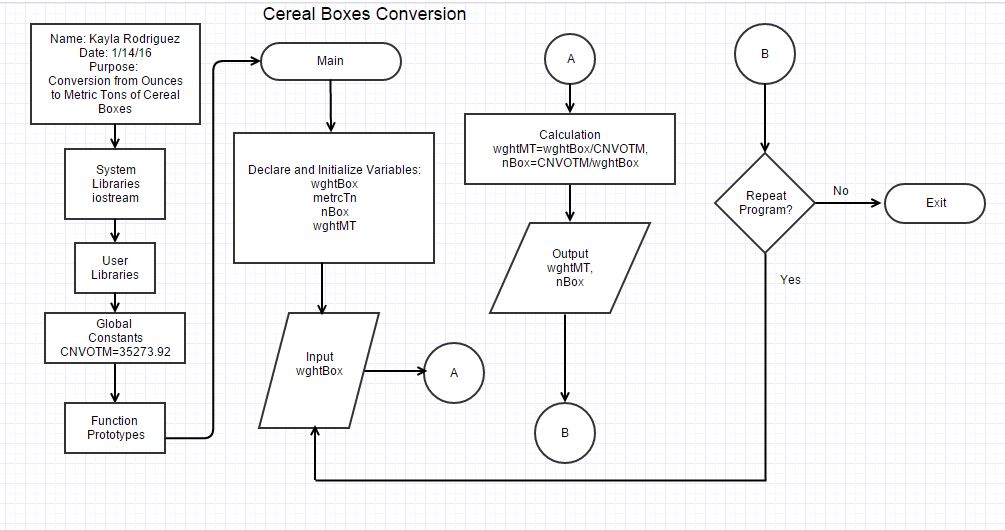 Cereal Boxes Conversion
Name: Kayla Rodriguez
Date: 1/14/16
Purpose:
Conversion from Ounces
to Metric Tons of Cereal
Boxes
System
Libraries
iostream
User
Libraries
Global
Constants
CNVOTM=35273.92
Function
Prototypes
Main
Declare and Initialize Variables:
wghtBox
metrcTn
nBox
wghtMT
Input
wghtBox
A
A
Calculation
wghtMT=wghtBox/CNVOTM,
nBox=CNVOTM/wghtBox
Output
wghtMT,
nBox
B
B
Repeat
Program?
No
Exit
Yes